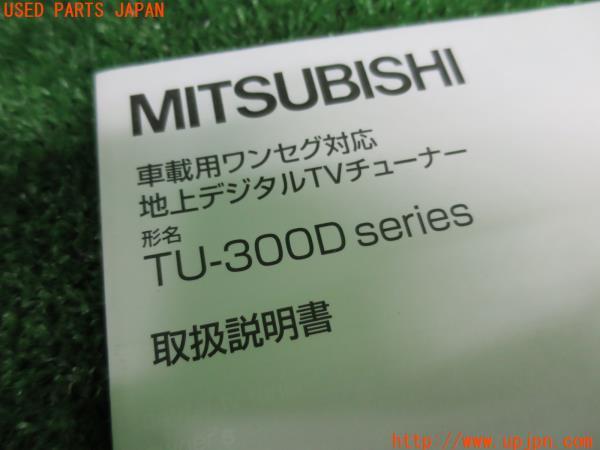 USED PARTS JAPAN
MITSUBISHI
車載用ワンセグ対応
地上デジタルTVチューナー
形名
TU-300D series
取扱説明書
http://www.upjpn.com